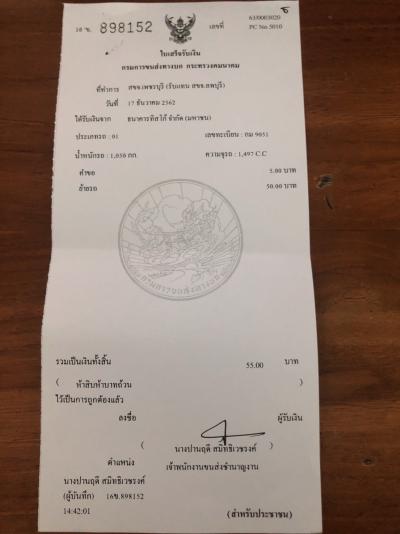 16 ข. 898152
เลขที่ 63/0003020
PC No 5010
ใบเสร็จรับเงิน
กรมการขนส่งทางบก กระทรวงคมนาคม
ที่ทำการ สขจ.เพชรบุรี (รับแทน สขจ.ลพบุรี)
วันที่ 17 ธันวาคม 2562
ได้รับเงินจาก ธนาคารทิสโก้ จำกัด (มหาชน)
ประเภทรถ : 01 เลขทะเบียน : กม 9051
น้ำหนักรถ : 1,050 กก. ความจุรถ : 1,497 C.C
คำขอ 5.00 บาท
ย้ายรถ 50.00 บาท
รวมเป็นเงินทั้งสิ้น 55.00 บาท
( ห้าสิบห้าบาทถ้วน )
ไว้เป็นการถูกต้องแล้ว
ลงชื่อ ผู้รับเงิน
( นางปานฤดี สมิทธิเวชรงค์ )
ตำแหน่ง เจ้าพนักงานขนส่งชำนาญงาน
นางปานฤดี สมิทธิเวชรงค์
(ผู้บันทึก) 16ข.898152
14:42:01 (สำหรับประชาชน)